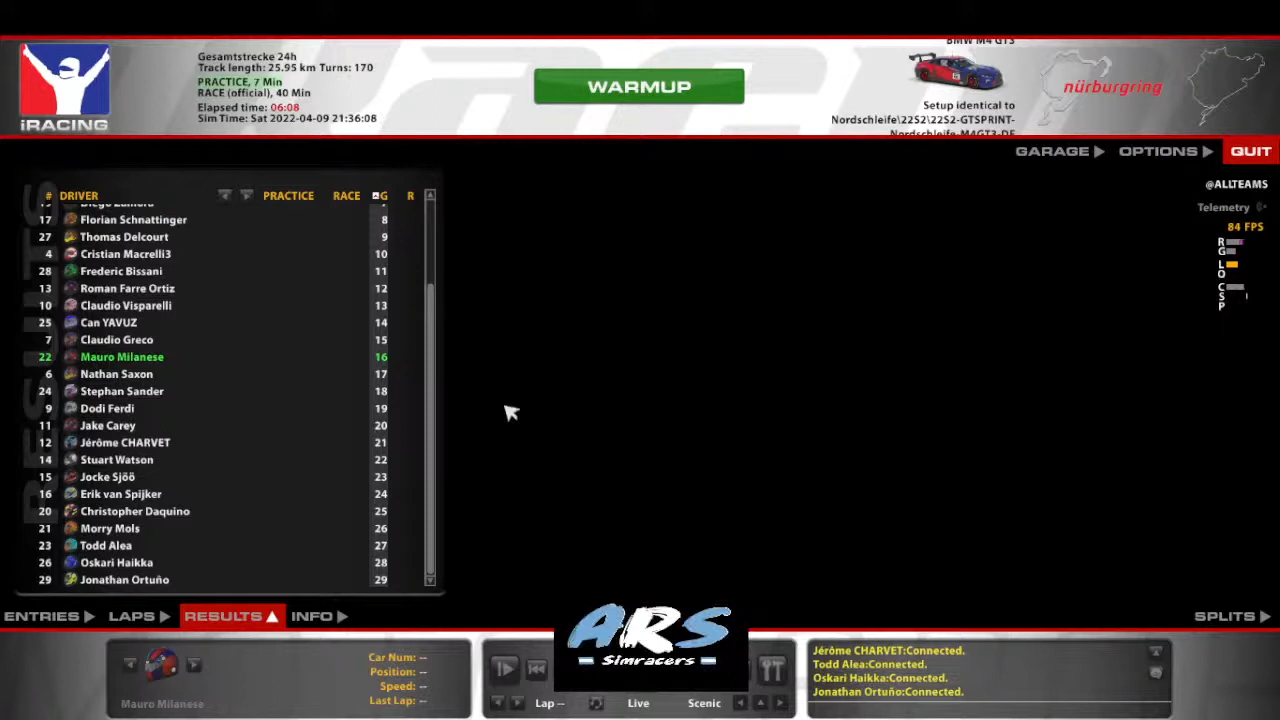 iRACING
Gesamtstrecke 24h
Track length: 25.95 km Turns: 170
PRACTICE, 7 Min
RACE (official), 40 Min
Elapsed time: 06:08
Sim Time: Sat 2022-04-09 21:36:08
WARMUP
BMW M4 GTS
Setup identical to
Nordschleife\22S2\22S2-GTSPRINT-
Nordschleife-M4GT3-DE
nürburgring
GARAGE OPTIONS QUIT
@ALLTEAMS
Telemetry
84 FPS
R
G
L
Q
C
S
P
# DRIVER PRACTICE RACE G R
19 Diego Zamora 7
17 Florian Schnattinger 8
27 Thomas Delcourt 9
4 Cristian Macrelli3 10
28 Frederic Bissani 11
13 Roman Farre Ortiz 12
10 Claudio Visparelli 13
25 Can YAVUZ 14
7 Claudio Greco 15
22 Mauro Milanese 16
6 Nathan Saxon 17
24 Stephan Sander 18
9 Dodi Ferdi 19
11 Jake Carey 20
12 Jérôme CHARVET 21
14 Stuart Watson 22
15 Jocke Sjöö 23
16 Erik van Spijker 24
20 Christopher Daquino 25
21 Morry Mols 26
23 Todd Alea 27
26 Oskari Haikka 28
29 Jonathan Ortuño 29
RESULTS
ENTRIES LAPS RESULTS INFO SPLITS
Mauro Milanese
Car Num: --
Position: --
Speed: --
Last Lap: --
ARS
Simracers
Lap -- Live Scenic
Jérôme CHARVET:Connected.
Todd Alea:Connected.
Oskari Haikka:Connected.
Jonathan Ortuño:Connected.